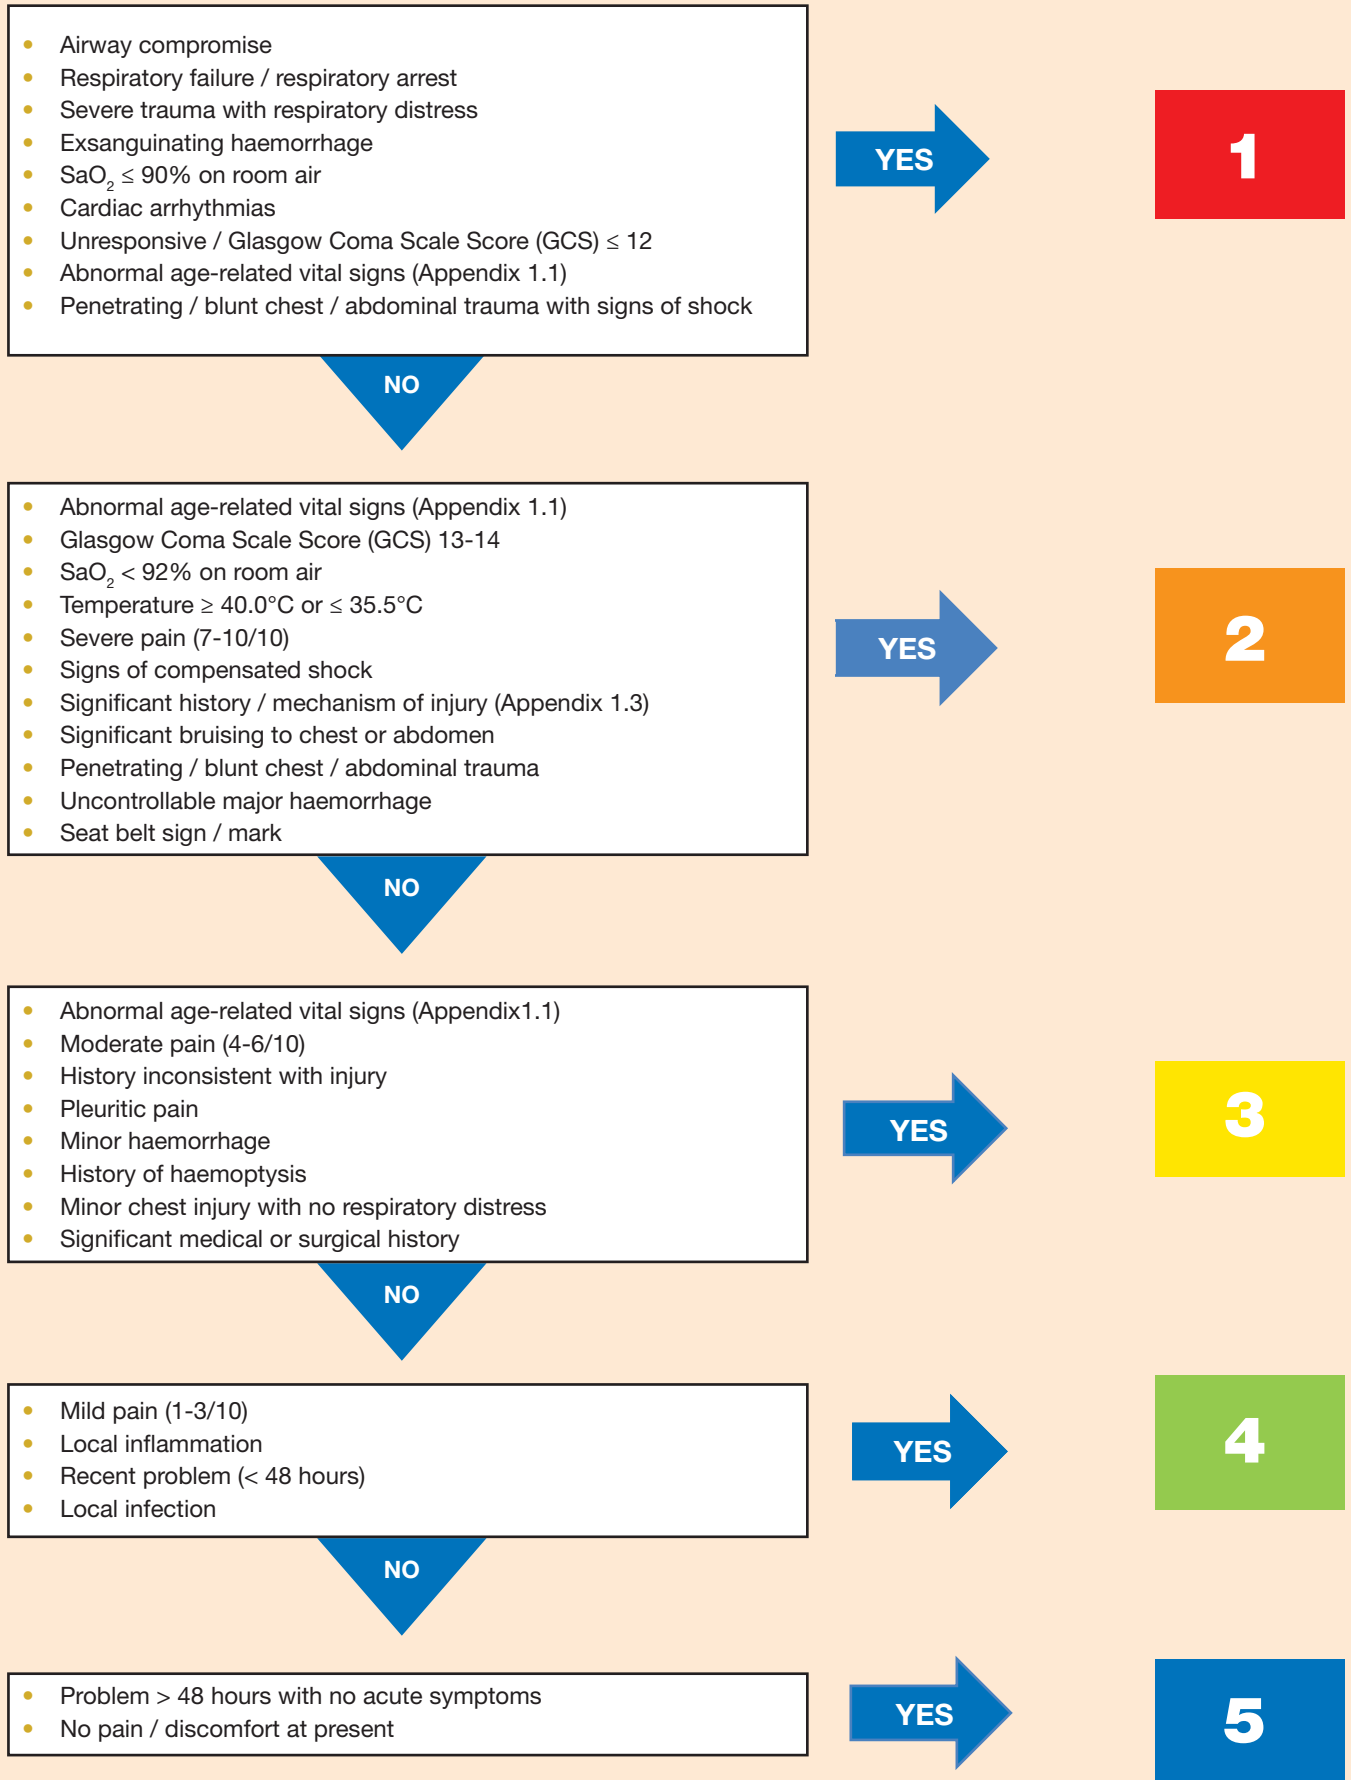 • Airway compromise
• Respiratory failure / respiratory arrest
• Severe trauma with respiratory distress
• Exsanguinating haemorrhage
• SaO₂ ≤ 90% on room air
• Cardiac arrhythmias
• Unresponsive / Glasgow Coma Scale Score (GCS) ≤ 12
• Abnormal age-related vital signs (Appendix 1.1)
• Penetrating / blunt chest / abdominal trauma with signs of shock
YES
1
NO
• Abnormal age-related vital signs (Appendix 1.1)
• Glasgow Coma Scale Score (GCS) 13-14
• SaO₂ < 92% on room air
• Temperature ≥ 40.0°C or ≤ 35.5°C
• Severe pain (7-10/10)
• Signs of compensated shock
• Significant history / mechanism of injury (Appendix 1.3)
• Significant bruising to chest or abdomen
• Penetrating / blunt chest / abdominal trauma
• Uncontrollable major haemorrhage
• Seat belt sign / mark
YES
2
NO
• Abnormal age-related vital signs (Appendix1.1)
• Moderate pain (4-6/10)
• History inconsistent with injury
• Pleuritic pain
• Minor haemorrhage
• History of haemoptysis
• Minor chest injury with no respiratory distress
• Significant medical or surgical history
YES
3
NO
• Mild pain (1-3/10)
• Local inflammation
• Recent problem (< 48 hours)
• Local infection
YES
4
NO
• Problem > 48 hours with no acute symptoms
• No pain / discomfort at present
YES
5